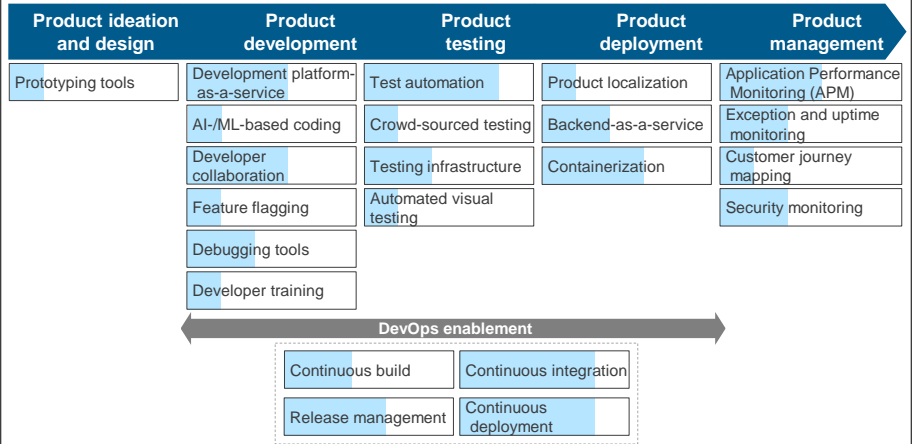 Product ideation
and design
Product
development
Product
testing
Product
deployment
Product
management
Prototyping tools
Development platform-
as-a-service
AI-/ML-based coding
Developer
collaboration
Feature flagging
Debugging tools
Developer training
Test automation
Crowd-sourced testing
Testing infrastructure
Automated visual
testing
Product localization
Backend-as-a-service
Containerization
Application Performance
Monitoring (APM)
Exception and uptime
monitoring
Customer journey
mapping
Security monitoring
DevOps enablement
Continuous build
Continuous integration
Release management
Continuous
deployment